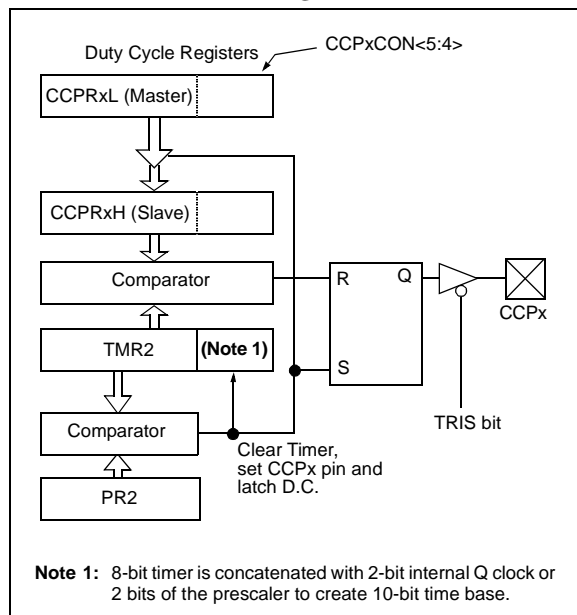 Duty Cycle Registers
CCPxCON<5:4>
CCPRxL (Master)
CCPRxH (Slave)
Comparator
R
Q
CCPx
TMR2
(Note 1)
S
TRIS bit
Comparator
Clear Timer,
set CCPx pin and
latch D.C.
PR2
Note 1: 8-bit timer is concatenated with 2-bit internal Q clock or
2 bits of the prescaler to create 10-bit time base.